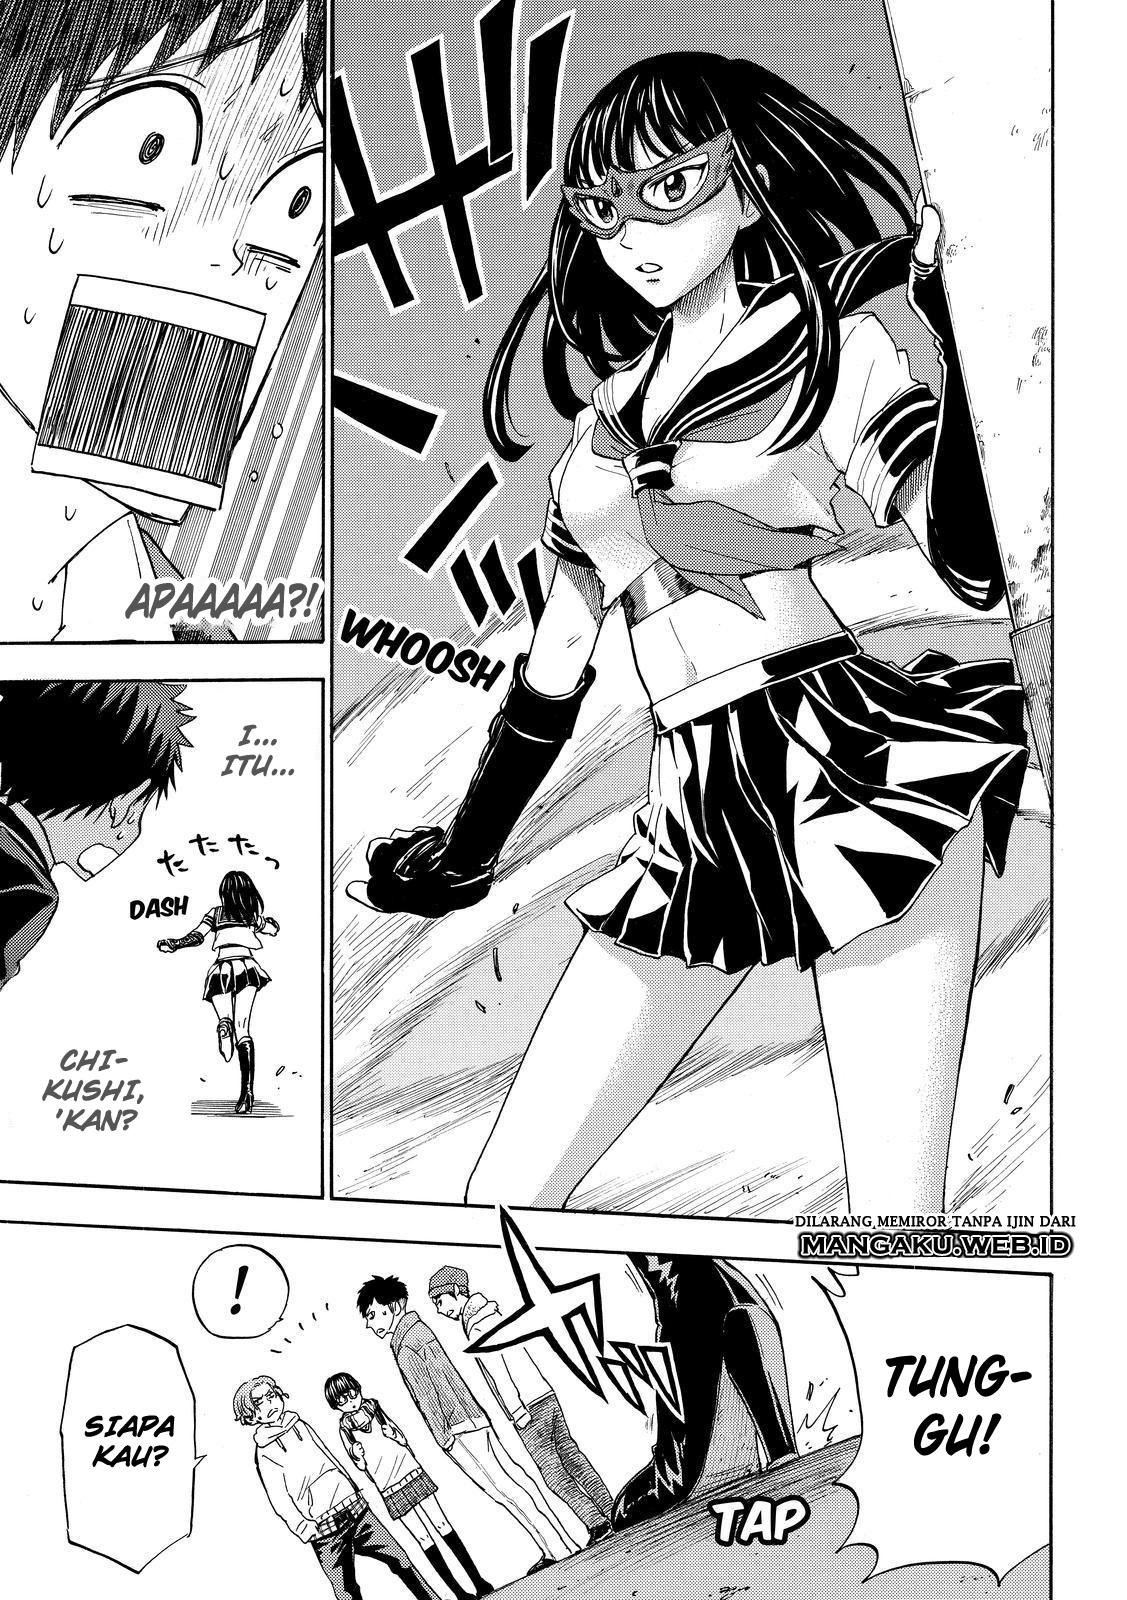 WHOOSH
APAAAAA?!
I...
ITU...
たたたっ
DASH
CHI-
KUSHI,
'KAN?
DILARANG MEMIROR TANPA IJIN DARI
MANGAKU.WEB.ID
TUNG-
GU!
TAP
!
SIAPA
KAU?